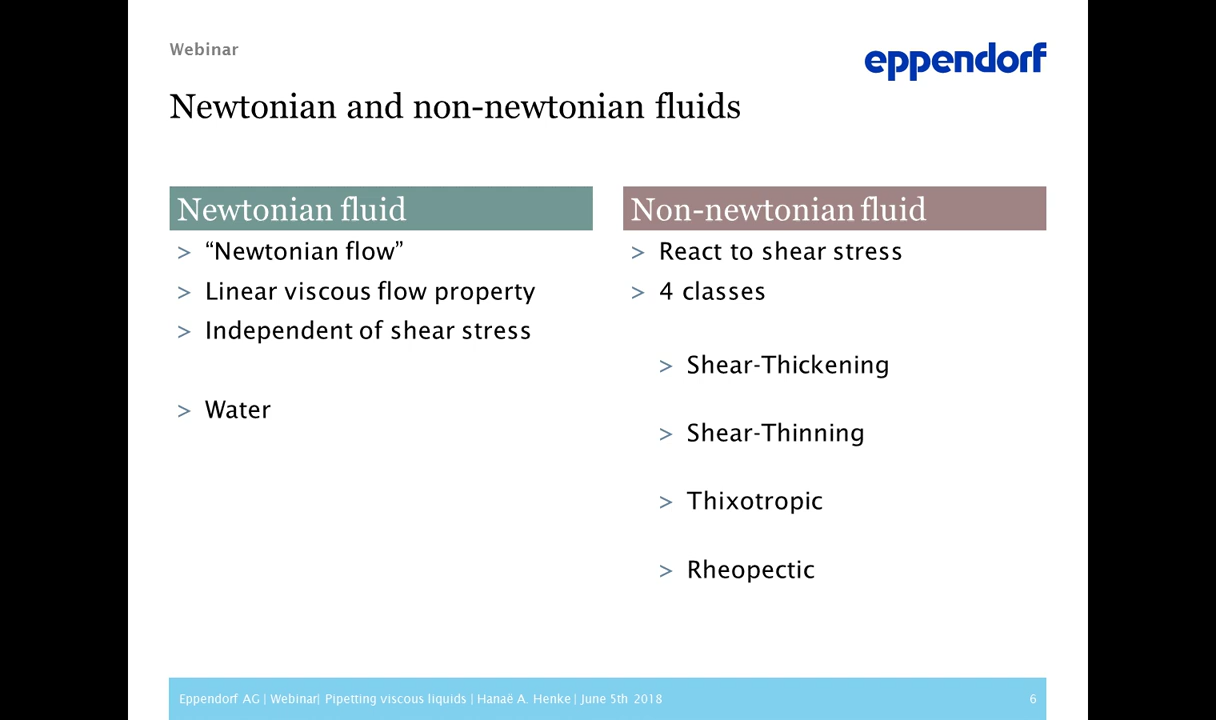 Webinar
eppendorf
Newtonian and non-newtonian fluids
Newtonian fluid
> “Newtonian flow”
> Linear viscous flow property
> Independent of shear stress
> Water
Non-newtonian fluid
> React to shear stress
> 4 classes
> Shear-Thickening
> Shear-Thinning
> Thixotropic
> Rheopectic
Eppendorf AG | Webinar| Pipetting viscous liquids | Hanaë A. Henke | June 5th 2018
6